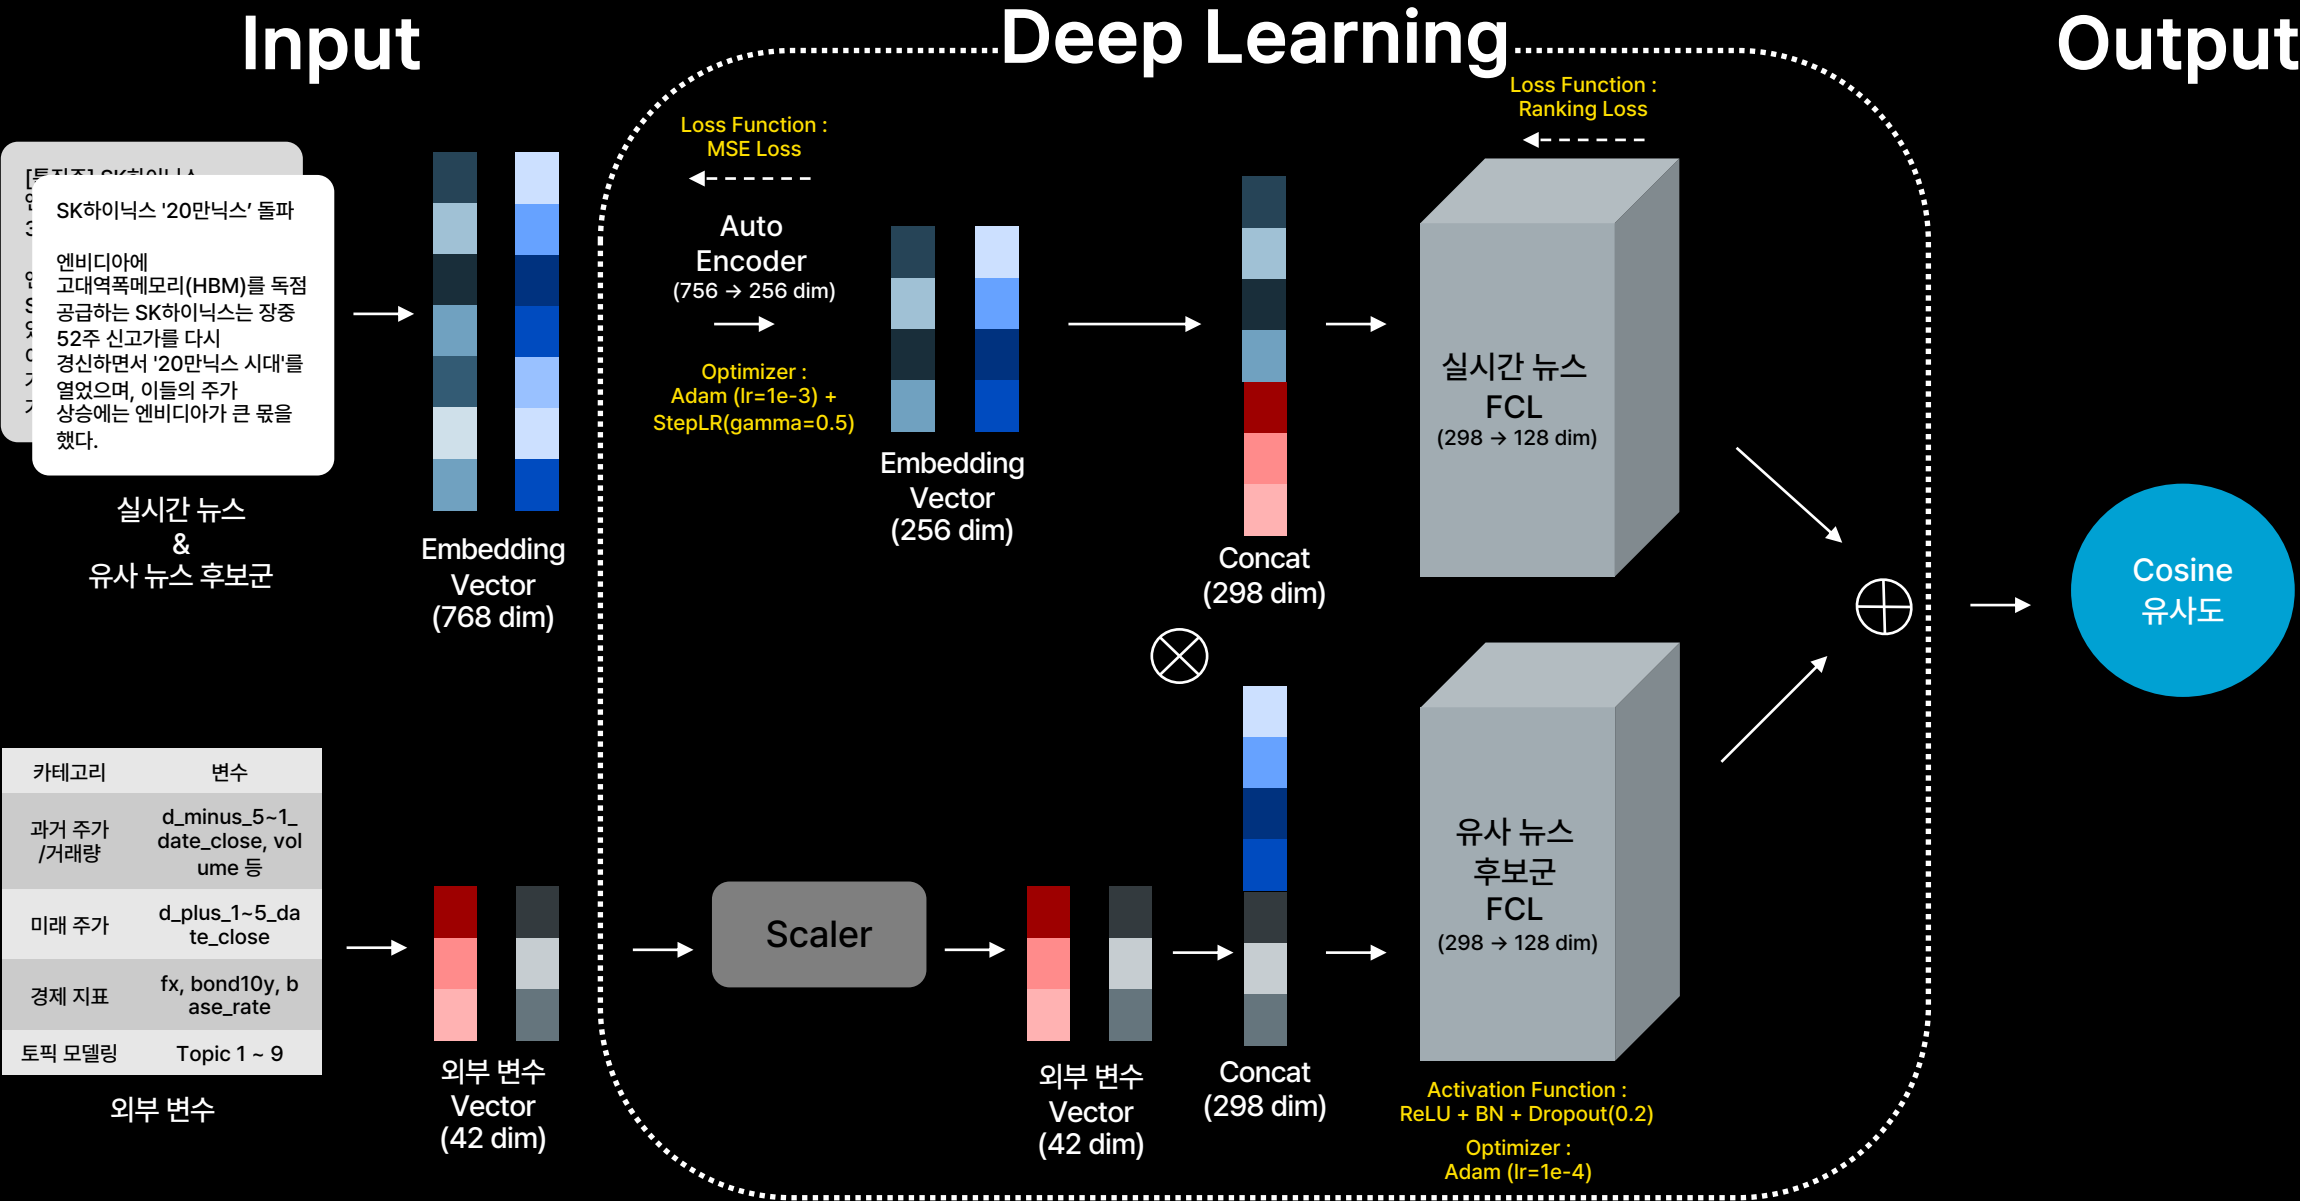 Input
Deep Learning
Output
[특징주] SK하이닉스
3
SK하이닉스 '20만닉스’ 돌파
엔비디아에
고대역폭메모리(HBM)를 독점
공급하는 SK하이닉스는 장중
52주 신고가를 다시
경신하면서 '20만닉스 시대'를
열었으며, 이들의 주가
상승에는 엔비디아가 큰 몫을
했다.
실시간 뉴스
&
유사 뉴스 후보군
Embedding
Vector
(768 dim)
Loss Function :
MSE Loss
Auto
Encoder
(756 → 256 dim)
Optimizer :
Adam (lr=1e-3) +
StepLR(gamma=0.5)
Embedding
Vector
(256 dim)
Concat
(298 dim)
Loss Function :
Ranking Loss
실시간 뉴스
FCL
(298 → 128 dim)
Cosine
유사도
카테고리 변수
과거 주가
/거래량
d_minus_5~1_
date_close, vol
ume 등
미래 주가
d_plus_1~5_da
te_close
경제 지표
fx, bond10y, b
ase_rate
토픽 모델링 Topic 1 ~ 9
외부 변수
외부 변수
Vector
(42 dim)
Scaler
외부 변수
Vector
(42 dim)
Concat
(298 dim)
유사 뉴스
후보군
FCL
(298 → 128 dim)
Activation Function :
ReLU + BN + Dropout(0.2)
Optimizer :
Adam (lr=1e-4)